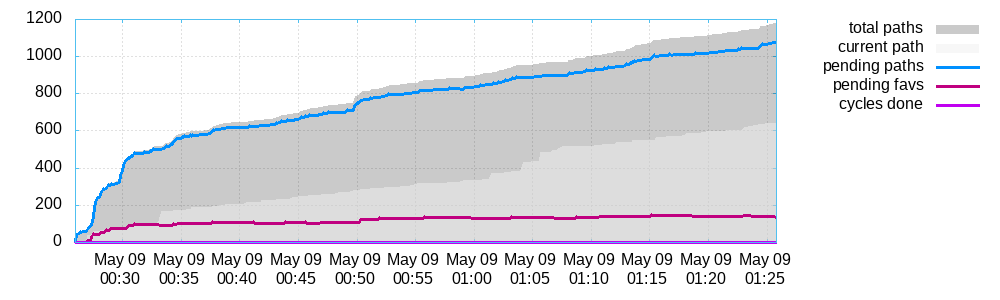 1200
1000
800
600
400
200
0
May 09 May 09 May 09 May 09 May 09 May 09 May 09 May 09 May 09 May 09 May 09 May 09
00:30 00:35 00:40 00:45 00:50 00:55 01:00 01:05 01:10 01:15 01:20 01:25
total paths
current path
pending paths
pending favs
cycles done